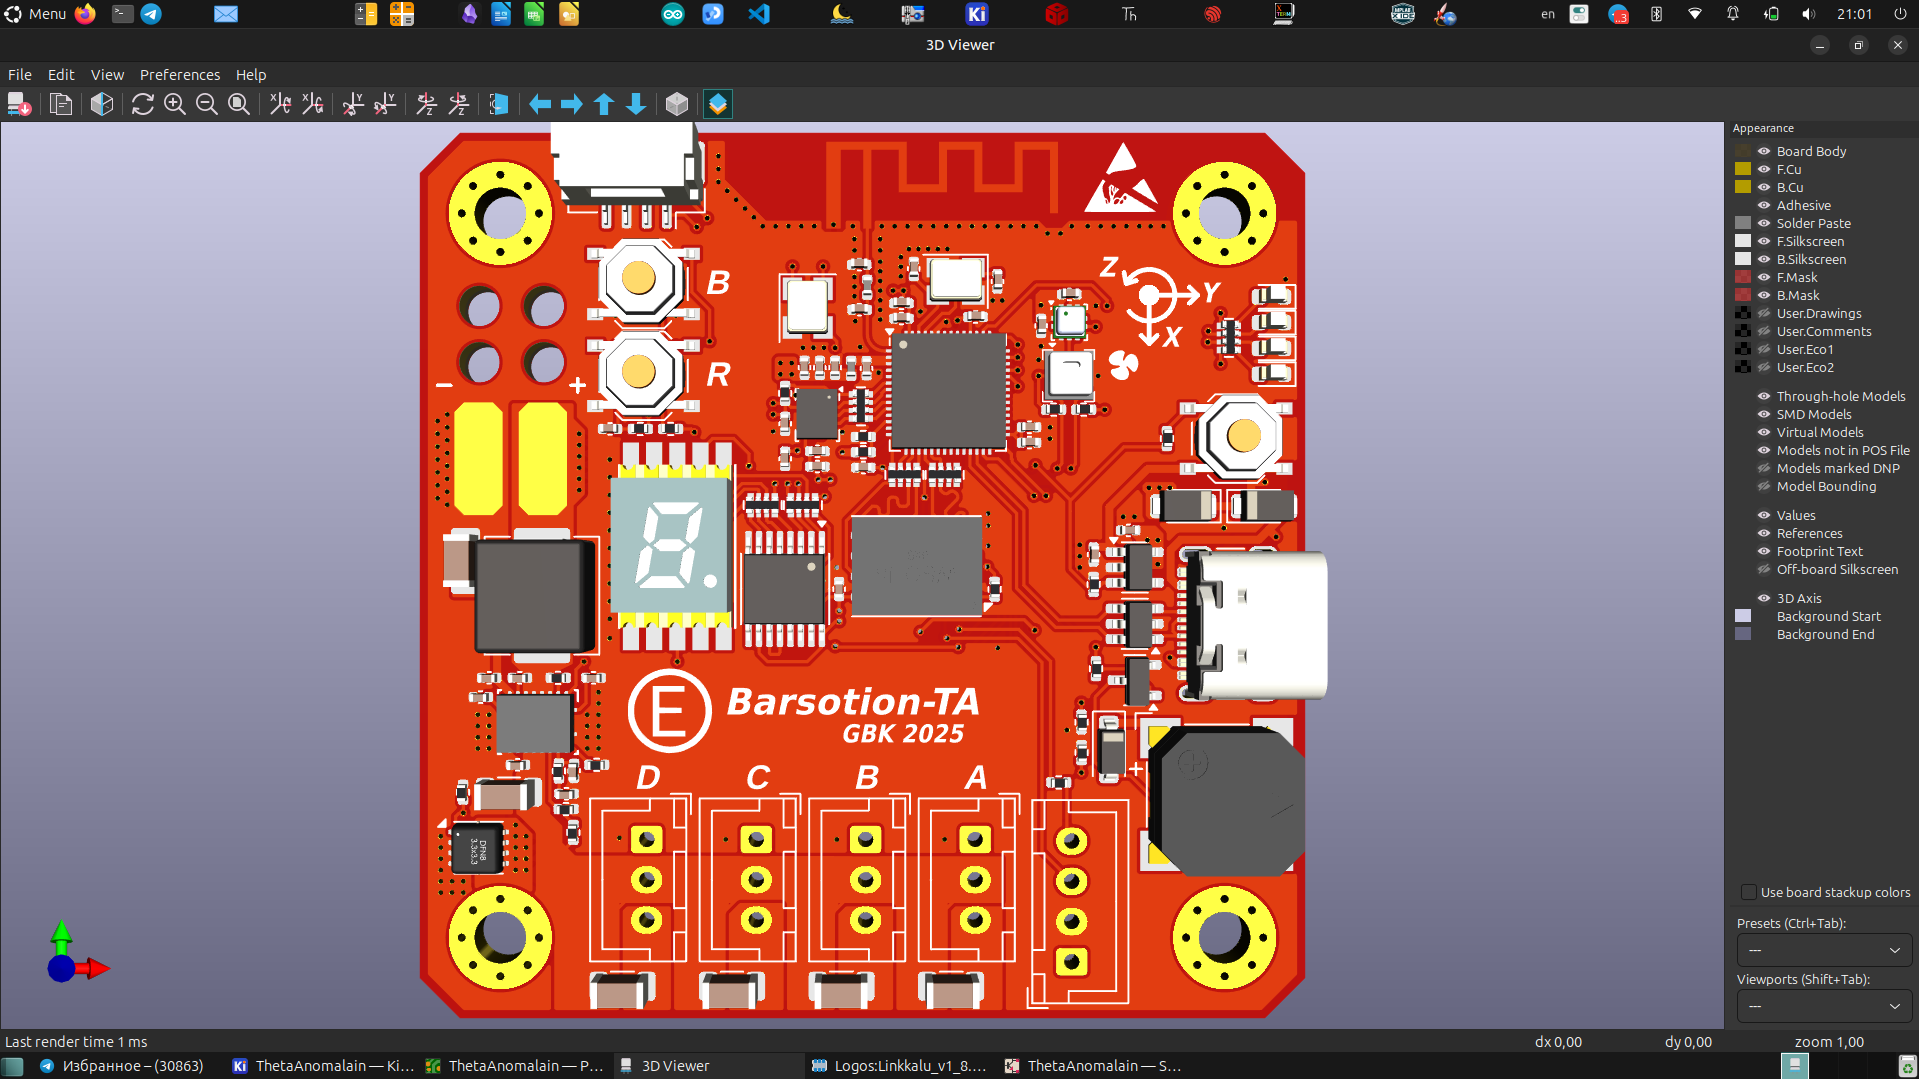 Menu
en
3
21:01
3D Viewer
File Edit View Preferences Help
Appearance
Board Body
F.Cu
B.Cu
Adhesive
Solder Paste
F.Silkscreen
B.Silkscreen
F.Mask
B.Mask
User.Drawings
User.Comments
User.Eco1
User.Eco2
Through-hole Models
SMD Models
Virtual Models
Models not in POS File
Models marked DNP
Model Bounding
Values
References
Footprint Text
Off-board Silkscreen
3D Axis
Background Start
Background End
Use board stackup colors
Presets (Ctrl+Tab):
---
Viewports (Shift+Tab):
---
B
R
Z
Y
X
− +
8.
E
Barsotion-TA
GBK 2025
D C B A
+
DFN8
3.3x3.3
Last render time 1 ms
dx 0,00
dy 0,00
zoom 1,00
Избранное – (30863)
ThetaAnomalain — Ki...
ThetaAnomalain — P...
3D Viewer
Logos:Linkkalu_v1_8....
ThetaAnomalain — S...